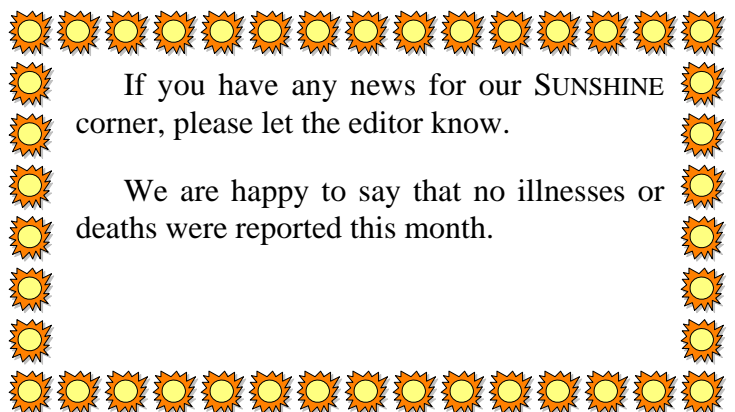 If you have any news for our SUNSHINE
corner, please let the editor know.
We are happy to say that no illnesses or
deaths were reported this month.